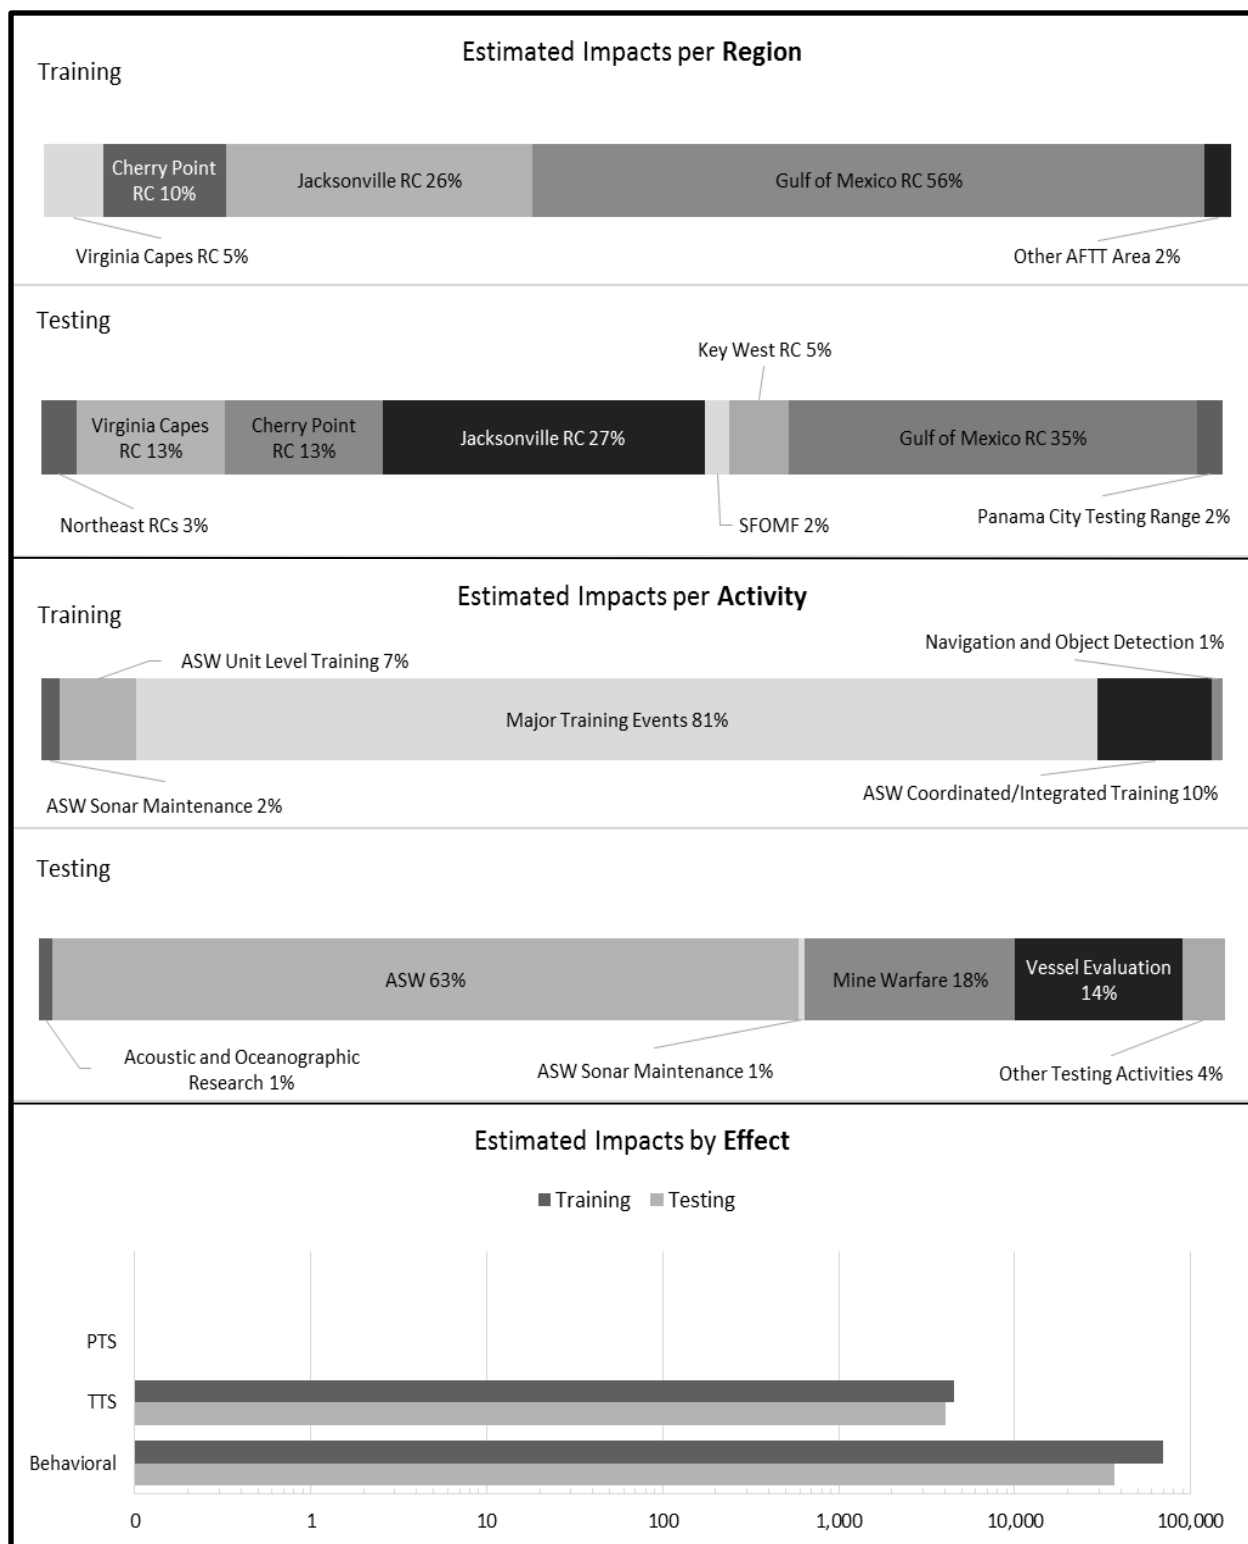 Estimated Impacts per Region
Training
Cherry Point
RC 10%
Jacksonville RC 26%
Gulf of Mexico RC 56%
Virginia Capes RC 5%
Other AFTT Area 2%
Testing
Key West RC 5%
Virginia Capes
RC 13%
Cherry Point
RC 13%
Jacksonville RC 27%
Gulf of Mexico RC 35%
Northeast RCs 3%
SFOMF 2%
Panama City Testing Range 2%
Estimated Impacts per Activity
Training
ASW Unit Level Training 7%
Navigation and Object Detection 1%
Major Training Events 81%
ASW Sonar Maintenance 2%
ASW Coordinated/Integrated Training 10%
Testing
ASW 63%
Mine Warfare 18%
Vessel Evaluation
14%
Acoustic and Oceanographic
Research 1%
ASW Sonar Maintenance 1%
Other Testing Activities 4%
Estimated Impacts by Effect
Training Testing
PTS
TTS
Behavioral
0 1 10 100 1,000 10,000 100,000